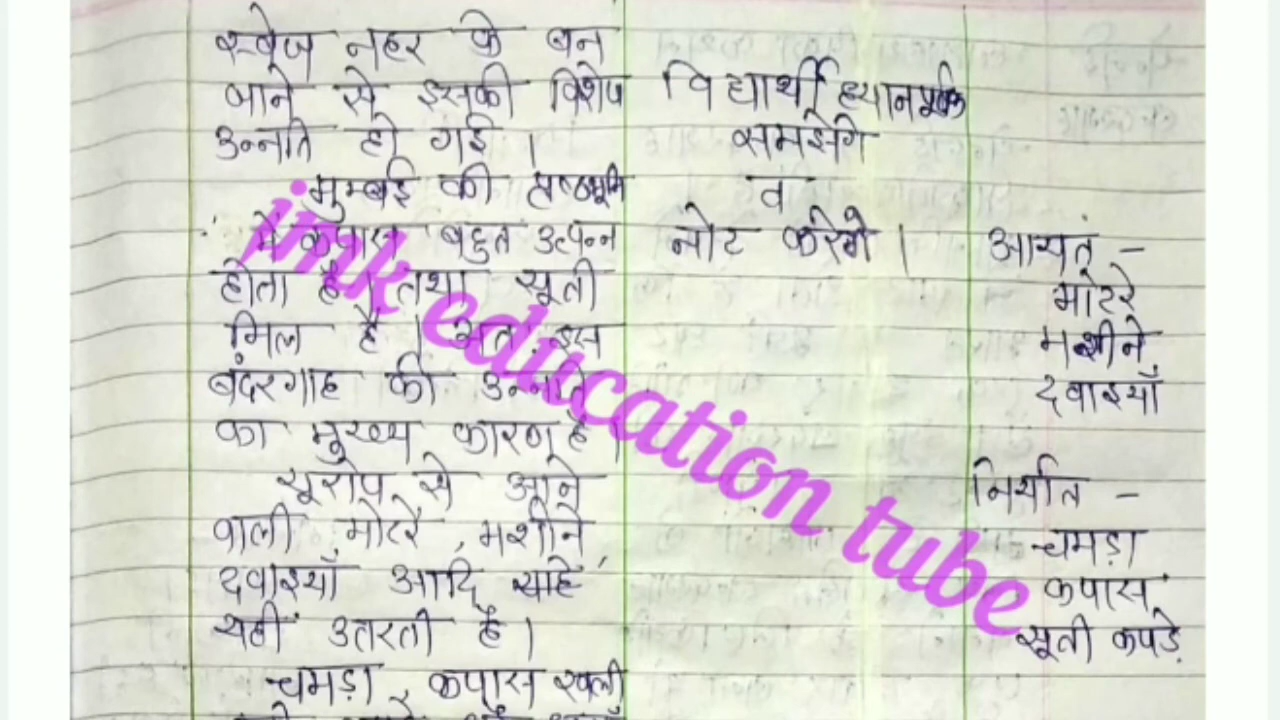 स्वेज नहर के बन
जाने से इसकी विशेष
उन्नति हो गई ।
मुम्बई की पृष्ठभूमि
में कपास बहुत उत्पन्न
होता है। तथा सूती
मिल है । अत: इस
बंदरगाह की उन्नति
का मुख्य कारण है ।
यूरोप से आने
वाली मोटरे, मशीने,
दवाइयाँ आदि
यहीं उतरती है ।
चमड़ा, कपास
विद्यार्थी ध्यानपूर्वक
समझेंगे
व
नोट करेंगे ।
आयात –
मोटरे
मशीने
दवाइयाँ
निर्यात –
चमड़ा
कपास
सूती कपड़े
ink education tube